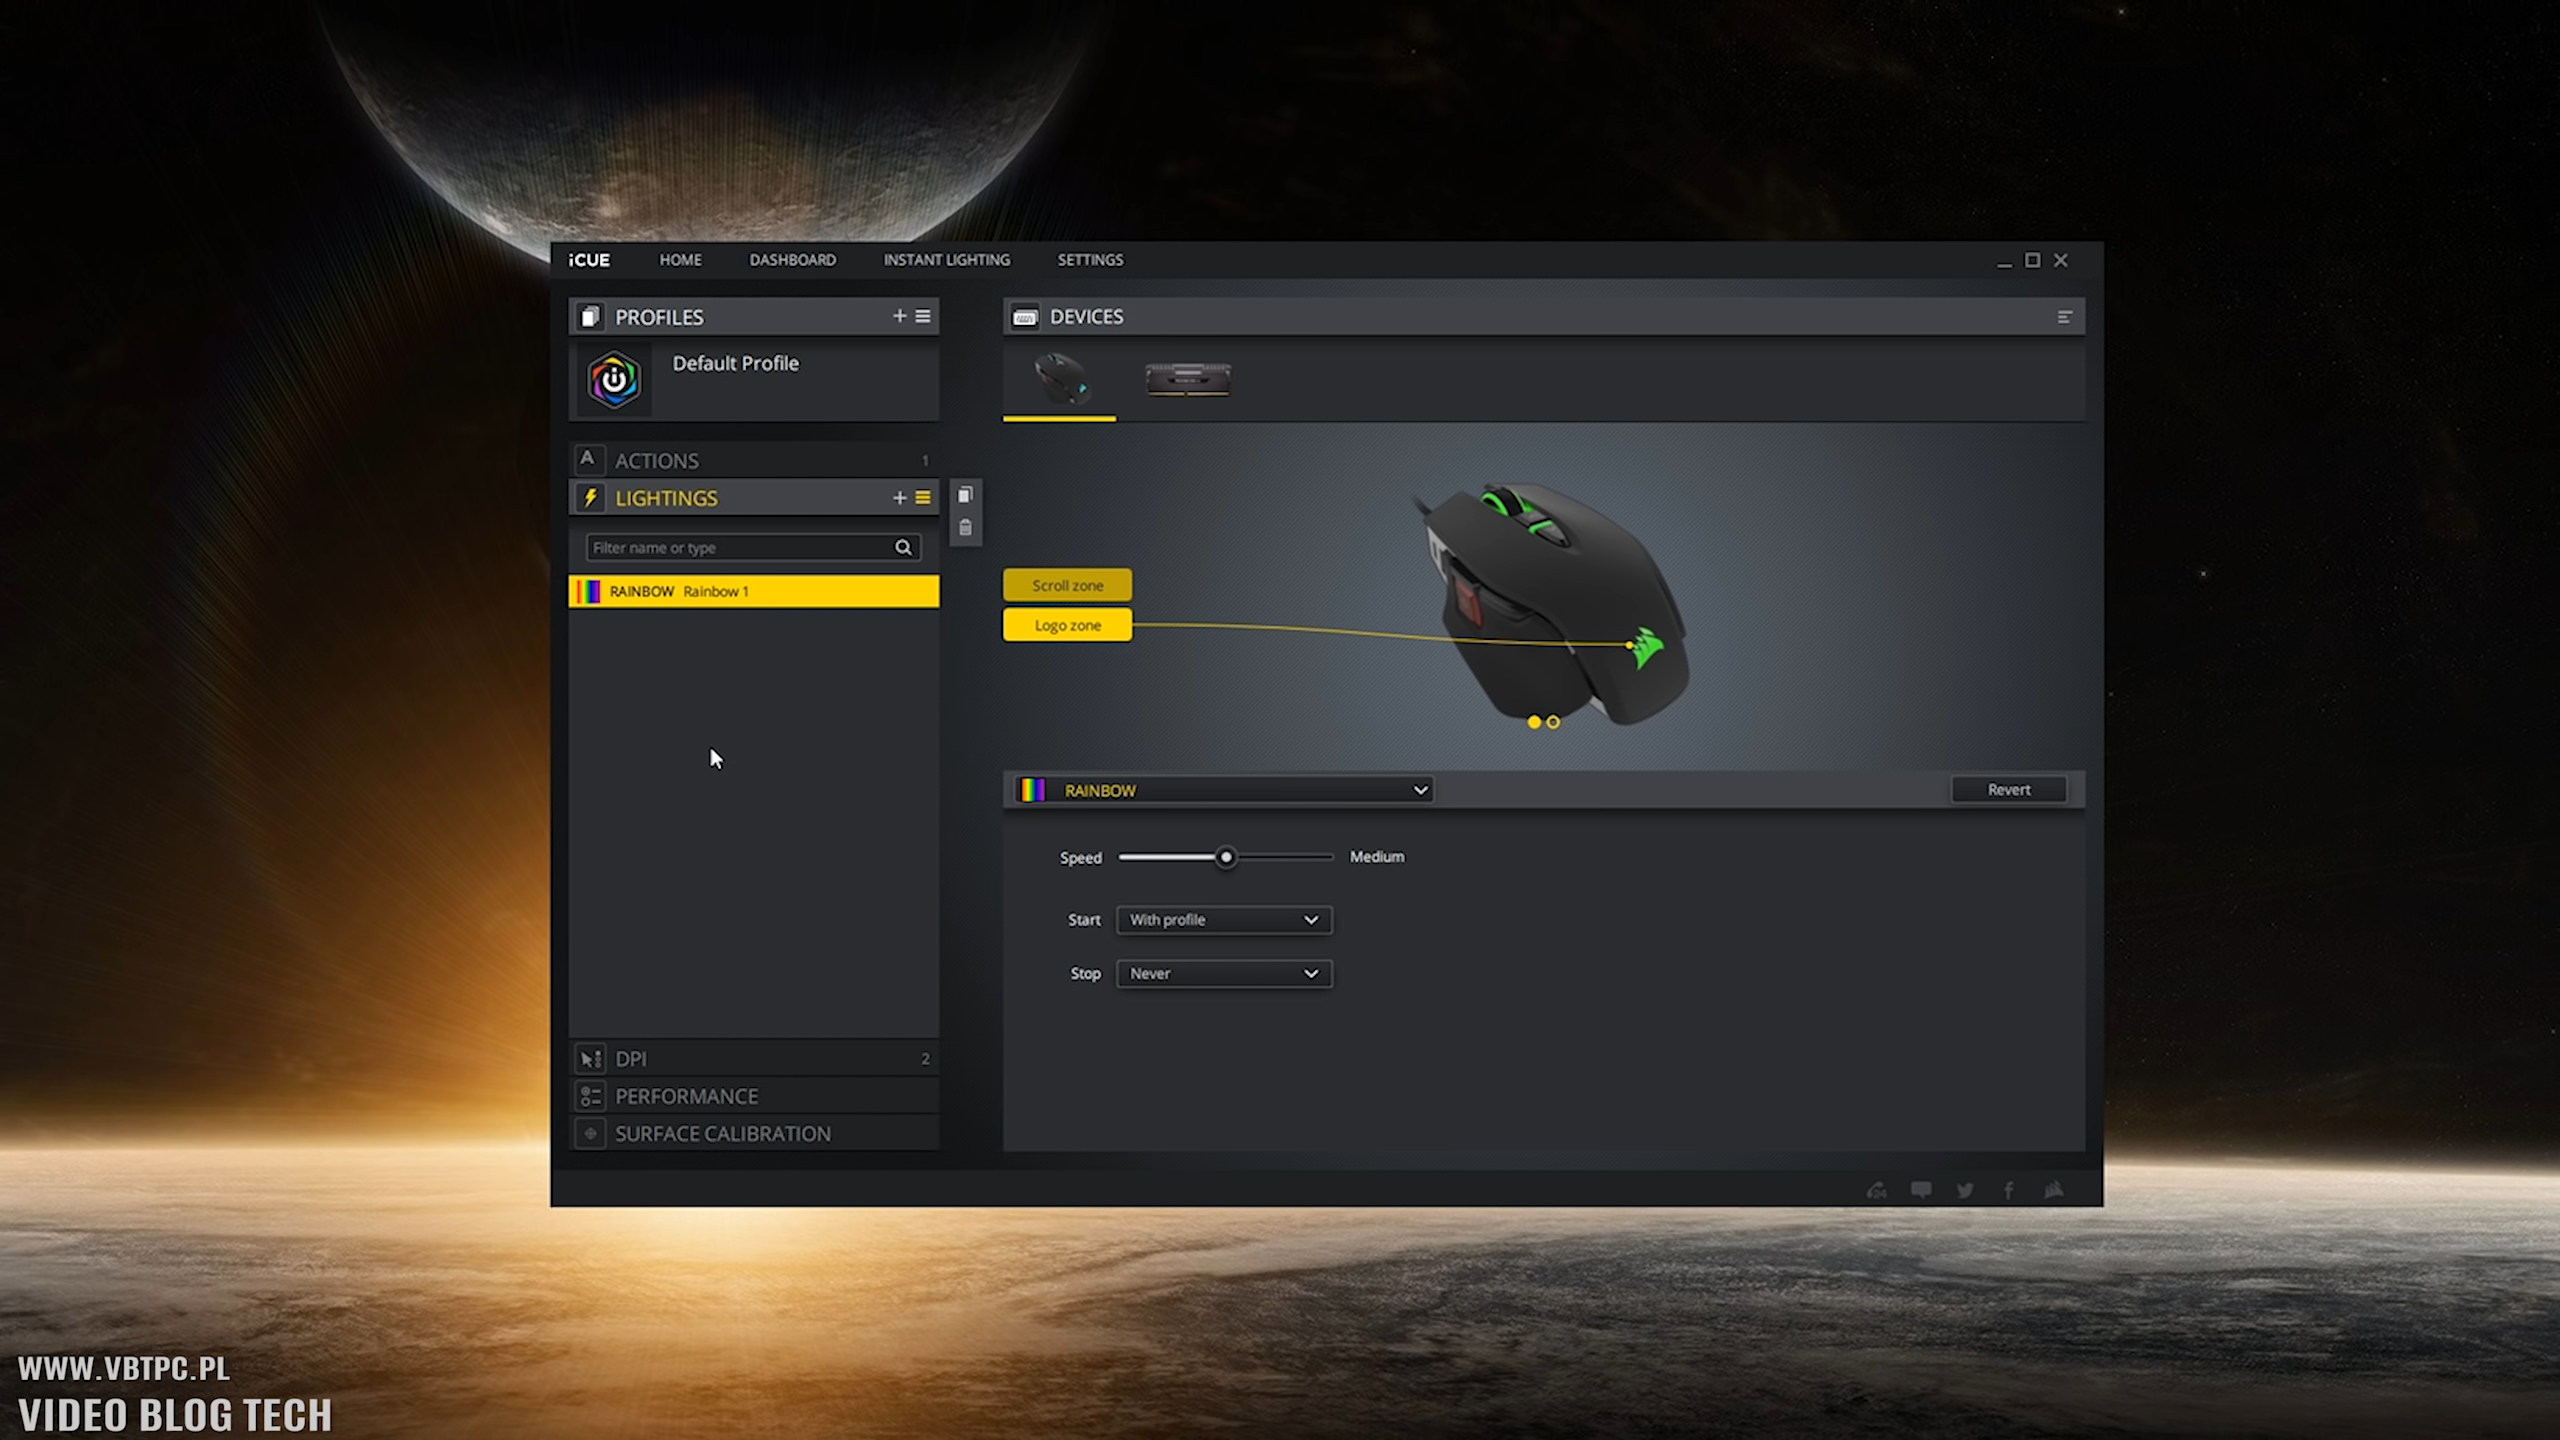 iCUE HOME DASHBOARD INSTANT LIGHTING SETTINGS
PROFILES
Default Profile
A ACTIONS 1
LIGHTINGS
Filter name or type
RAINBOW Rainbow 1
DPI 2
PERFORMANCE
SURFACE CALIBRATION
DEVICES
Scroll zone
Logo zone
RAINBOW
Revert
Speed Medium
Start With profile
Stop Never
24
WWW.VBTPC.PL
VIDEO BLOG TECH